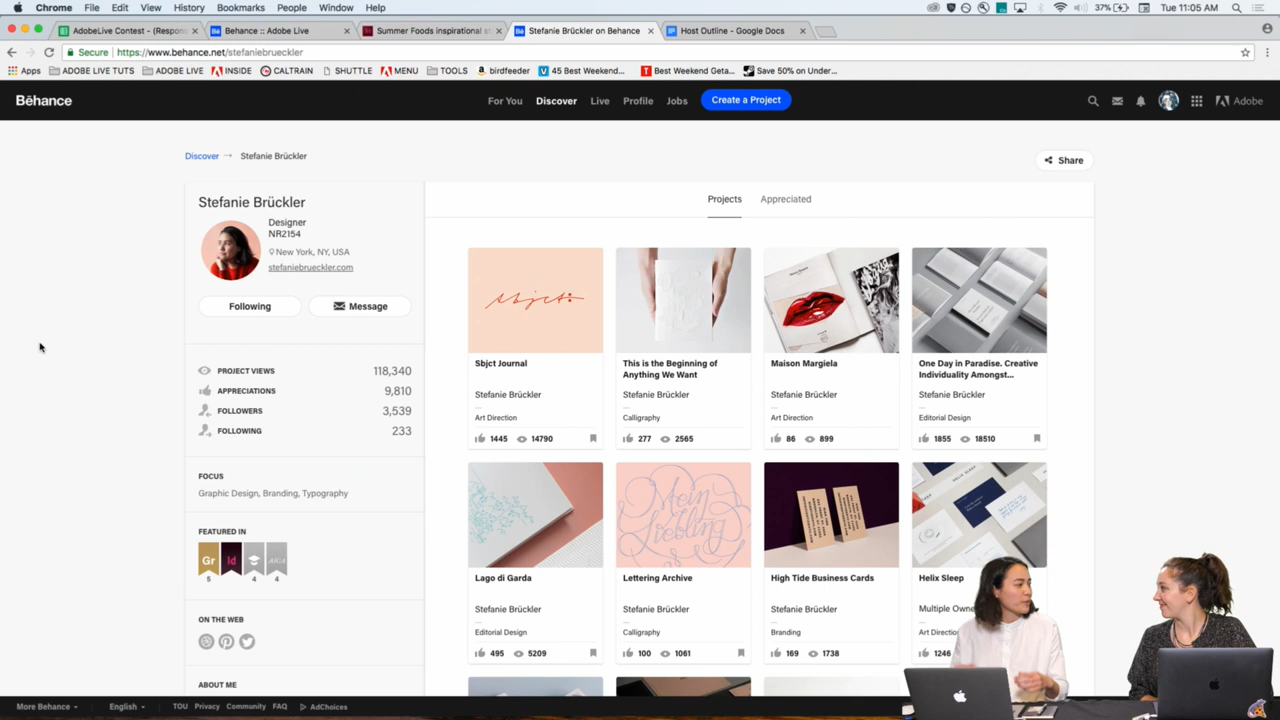 Chrome File Edit View History Bookmarks People Window Help 37% Tue 11:05 AM
AdobeLive Contest - (Respons Behance :: Adobe Live Summer Foods inspirational st Stefanie Brückler on Behance Host Outline - Google Docs
Secure https://www.behance.net/stefaniebrueckler
Apps ADOBE LIVE TUTS ADOBE LIVE INSIDE CALTRAIN SHUTTLE MENU TOOLS birdfeeder 45 Best Weekend... Best Weekend Geta... Save 50% on Under...
Bēhance For You Discover Live Profile Jobs Create a Project Adobe
Discover → Stefanie Brückler
Share
Stefanie Brückler
Designer
NR2154
New York, NY, USA
stefaniebrueckler.com
Following Message
PROJECT VIEWS 118,340
APPRECIATIONS 9,810
FOLLOWERS 3,539
FOLLOWING 233
FOCUS
Graphic Design, Branding, Typography
FEATURED IN
Gr Id
5 4 4
ON THE WEB
ABOUT ME
Projects Appreciated
Sbjct:
Sbjct Journal
Stefanie Brückler
Art Direction
1445 14790
This is the Beginning of
Anything We Want
Stefanie Brückler
Calligraphy
277 2565
Maison Margiela
Stefanie Brückler
Art Direction
86 899
One Day in Paradise. Creative
Individuality Amongst...
Stefanie Brückler
Editorial Design
1855 18510
Lago di Garda
Stefanie Brückler
Editorial Design
495 5209
Mein
Liebling
Lettering Archive
Stefanie Brückler
Calligraphy
100 1061
High Tide Business Cards
Stefanie Brückler
Branding
169 1738
HELIX SLEEP
Helix Sleep
Multiple Owne
Art Directio
1246
More Behance English TOU Privacy Community FAQ AdChoices